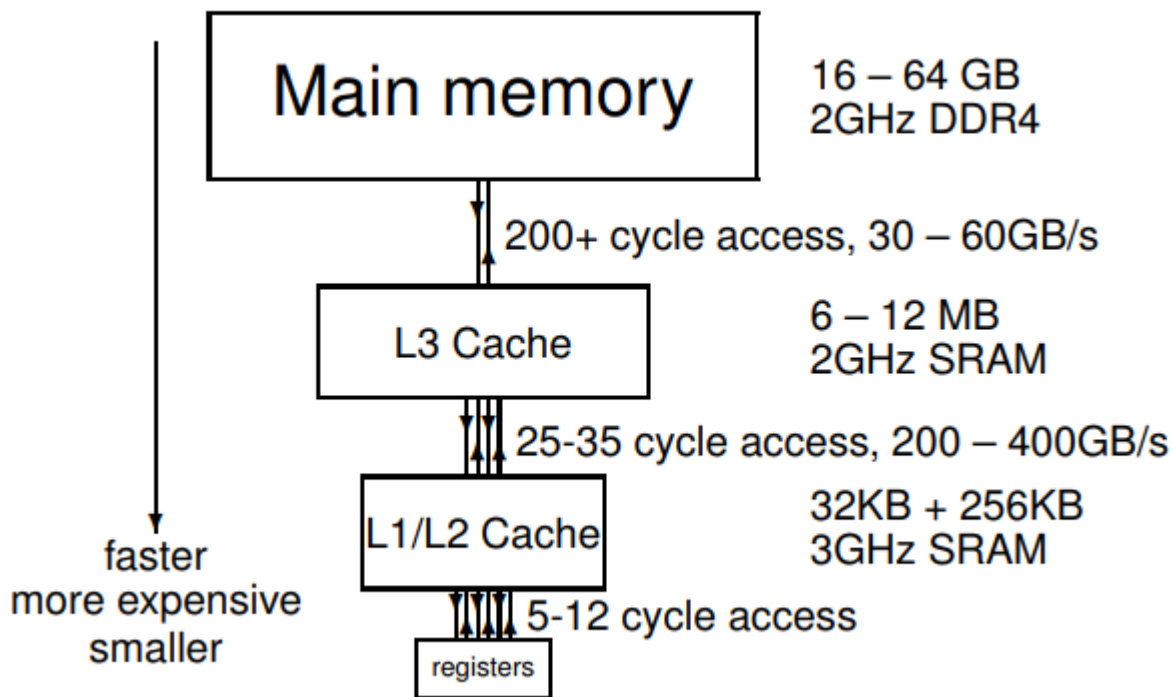 Main memory
16 – 64 GB
2GHz DDR4
200+ cycle access, 30 – 60GB/s
L3 Cache
6 – 12 MB
2GHz SRAM
25-35 cycle access, 200 – 400GB/s
L1/L2 Cache
32KB + 256KB
3GHz SRAM
faster
more expensive
smaller
5-12 cycle access
registers